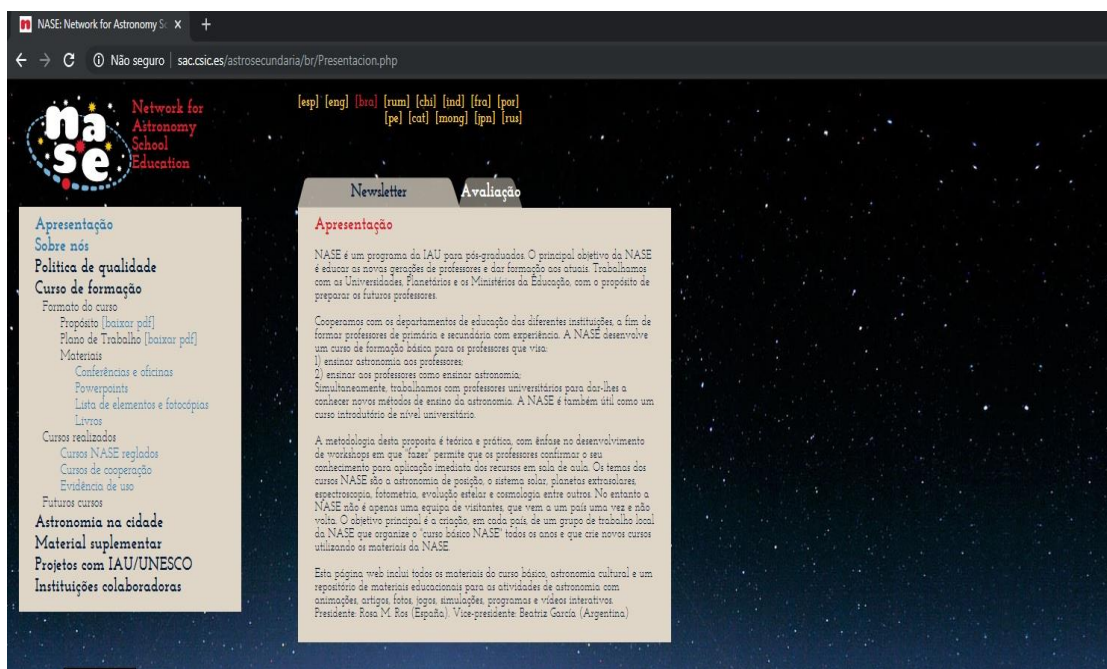 NASE: Network for Astronomy Sc
Não seguro | sac.csic.es/astrosecundaria/br/Presentacion.php
nase
Network for
Astronomy
School
Education
[esp] [eng] [bra] [rum] [chi] [ind] [fra] [por]
[pe] [cat] [mong] [jpn] [rus]
Newsletter
Avaliação
Apresentação
Sobre nós
Politica de qualidade
Curso de formação
Formato do curso
Propósito [baixar pdf]
Plano de Trabalho [baixar pdf]
Materiais
Conferências e oficinas
Powerpoints
Lista de elementos e fotocópias
Livros
Cursos realizados
Cursos NASE reglados
Cursos de cooperação
Evidência de uso
Futuros cursos
Astronomia na cidade
Material suplementar
Projetos com IAU/UNESCO
Instituições colaboradoras
Apresentação
NASE é um programa da IAU para pós-graduados. O principal objetivo da NASE
é educar as novas gerações de professores e dar formação aos atuais. Trabalhamos
com as Universidades, Planetários e os Ministérios da Educação, com o propósito de
preparar os futuros professores.
Cooperamos com os departamentos de educação das diferentes instituições, a fim de
formar professores de primária e secundária com experiência. A NASE desenvolve
um curso de formação básica para os professores que visa:
1) ensinar astronomia aos professores;
2) ensinar aos professores como ensinar astronomia;
Simultaneamente, trabalhamos com professores universitários para dar-lhes a
conhecer novos métodos de ensino da astronomia. A NASE é também útil como um
curso introdutório de nível universitário.
A metodologia desta proposta é teórica e prática, com ênfase no desenvolvimento
de workshops em que "fazer" permite que os professores confirmar o seu
conhecimento para aplicação imediata dos recursos em sala de aula. Os temas dos
cursos NASE são a astronomia de posição, o sistema solar, planetas extrasolares,
espectroscopia, fotometria, evolução estelar e cosmologia entre outros. No entanto a
NASE não é apenas uma equipa de visitantes, que vem a um país uma vez e não
volta. O objetivo principal é a criação, em cada país, de um grupo de trabalho local
da NASE que organize o "curso básico NASE" todos os anos e que crie novos cursos
utilizando os materiais da NASE.
Esta página web inclui todos os materiais do curso básico, astronomia cultural e um
repositório de materiais educacionais para as atividades de astronomia com
animações, artigos, fotos, jogos, simulações, programas e vídeos interativos.
Presidente: Rosa M. Ros (España). Vice-presidente: Beatriz García (Argentina)